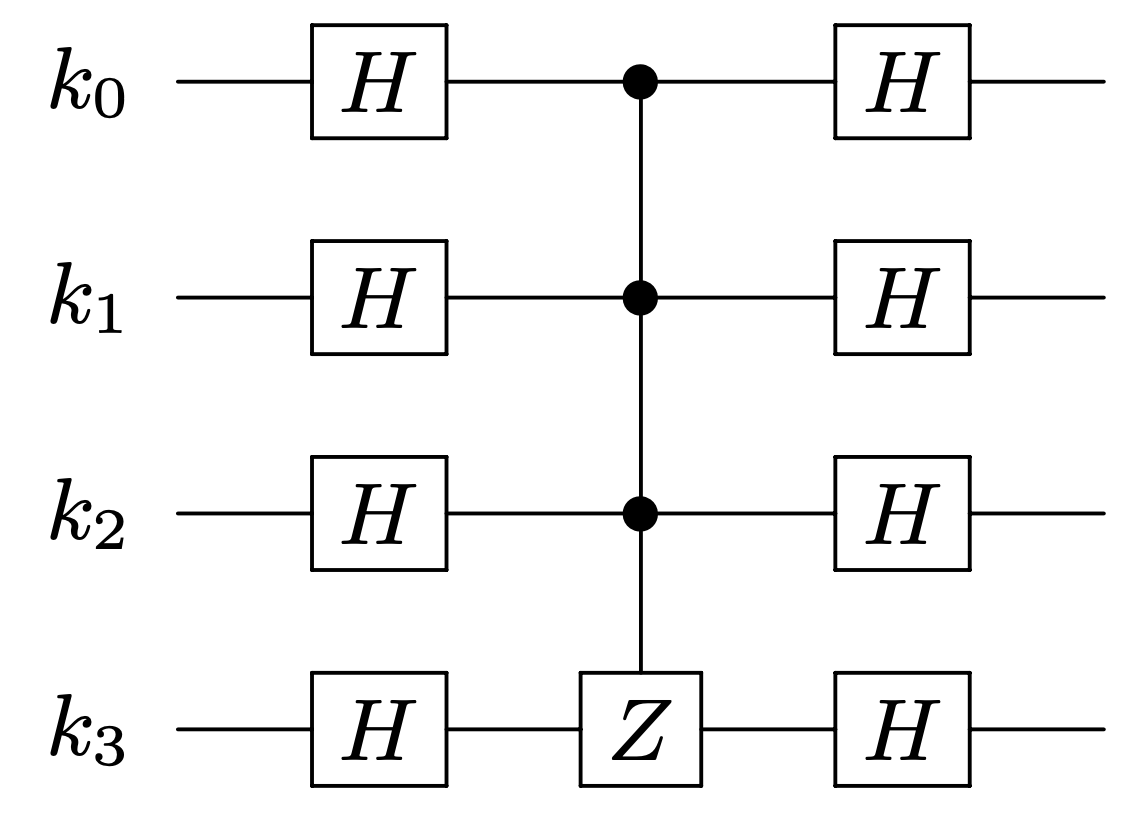 k₀ H H
k₁ H H
k₂ H H
k₃ H Z H